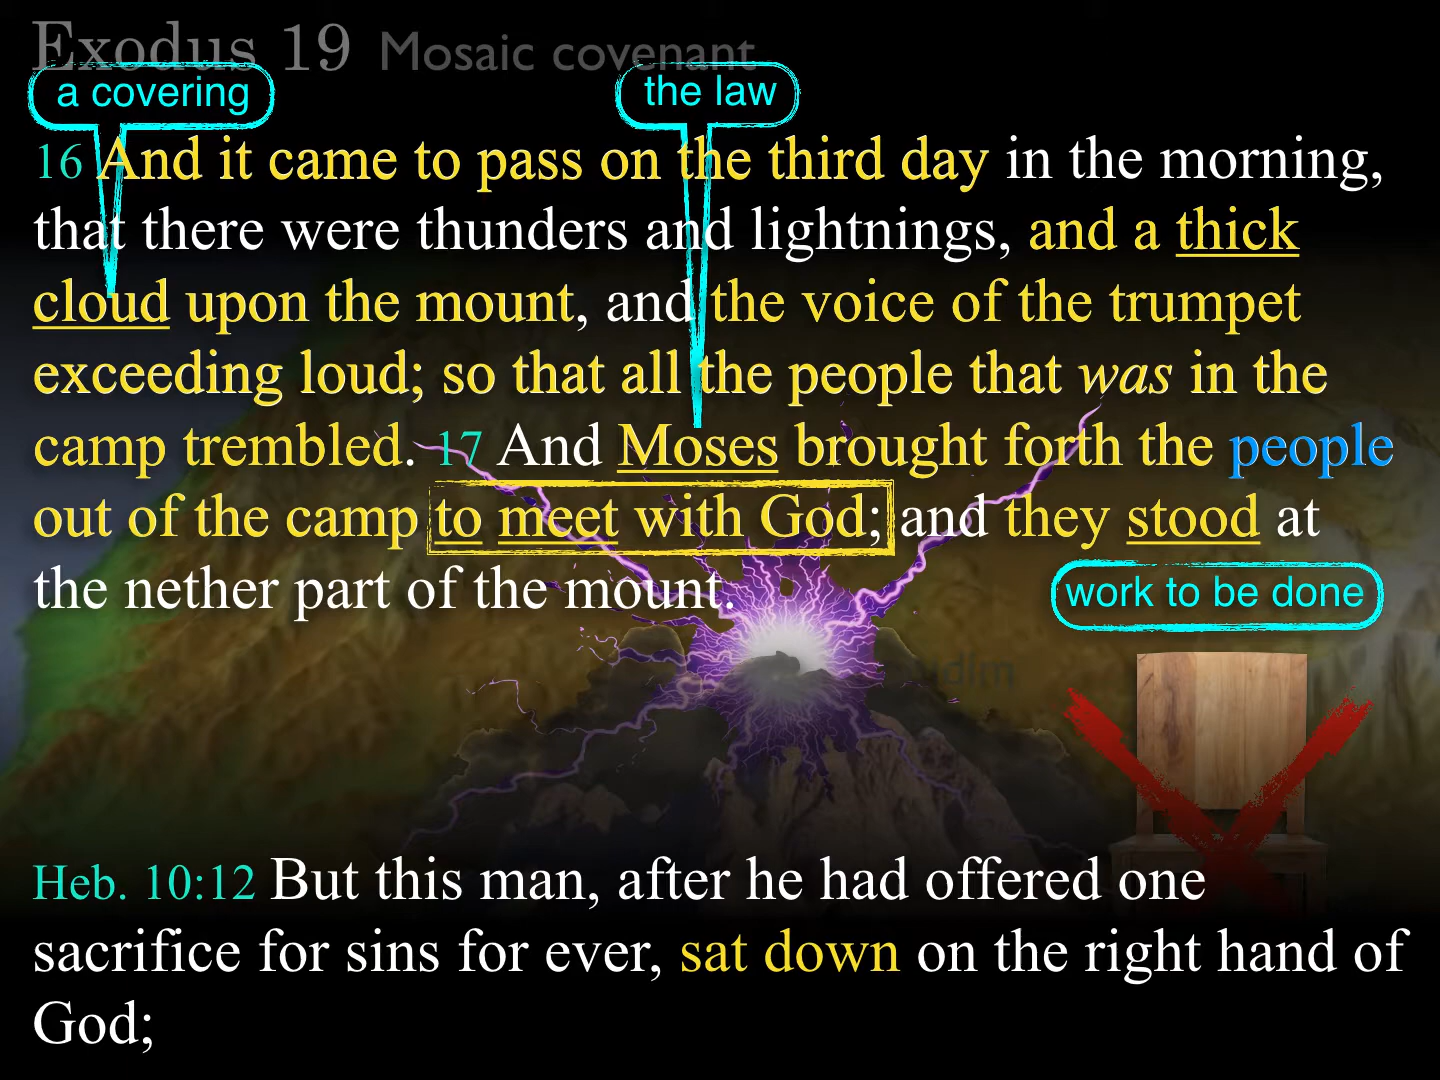 Exodus 19 Mosaic covenant
a covering
the law
16 And it came to pass on the third day in the morning,
that there were thunders and lightnings, and a thick
cloud upon the mount, and the voice of the trumpet
exceeding loud; so that all the people that was in the
camp trembled. 17 And Moses brought forth the people
out of the camp to meet with God; and they stood at
the nether part of the mount.
work to be done
Heb. 10:12 But this man, after he had offered one
sacrifice for sins for ever, sat down on the right hand of
God;